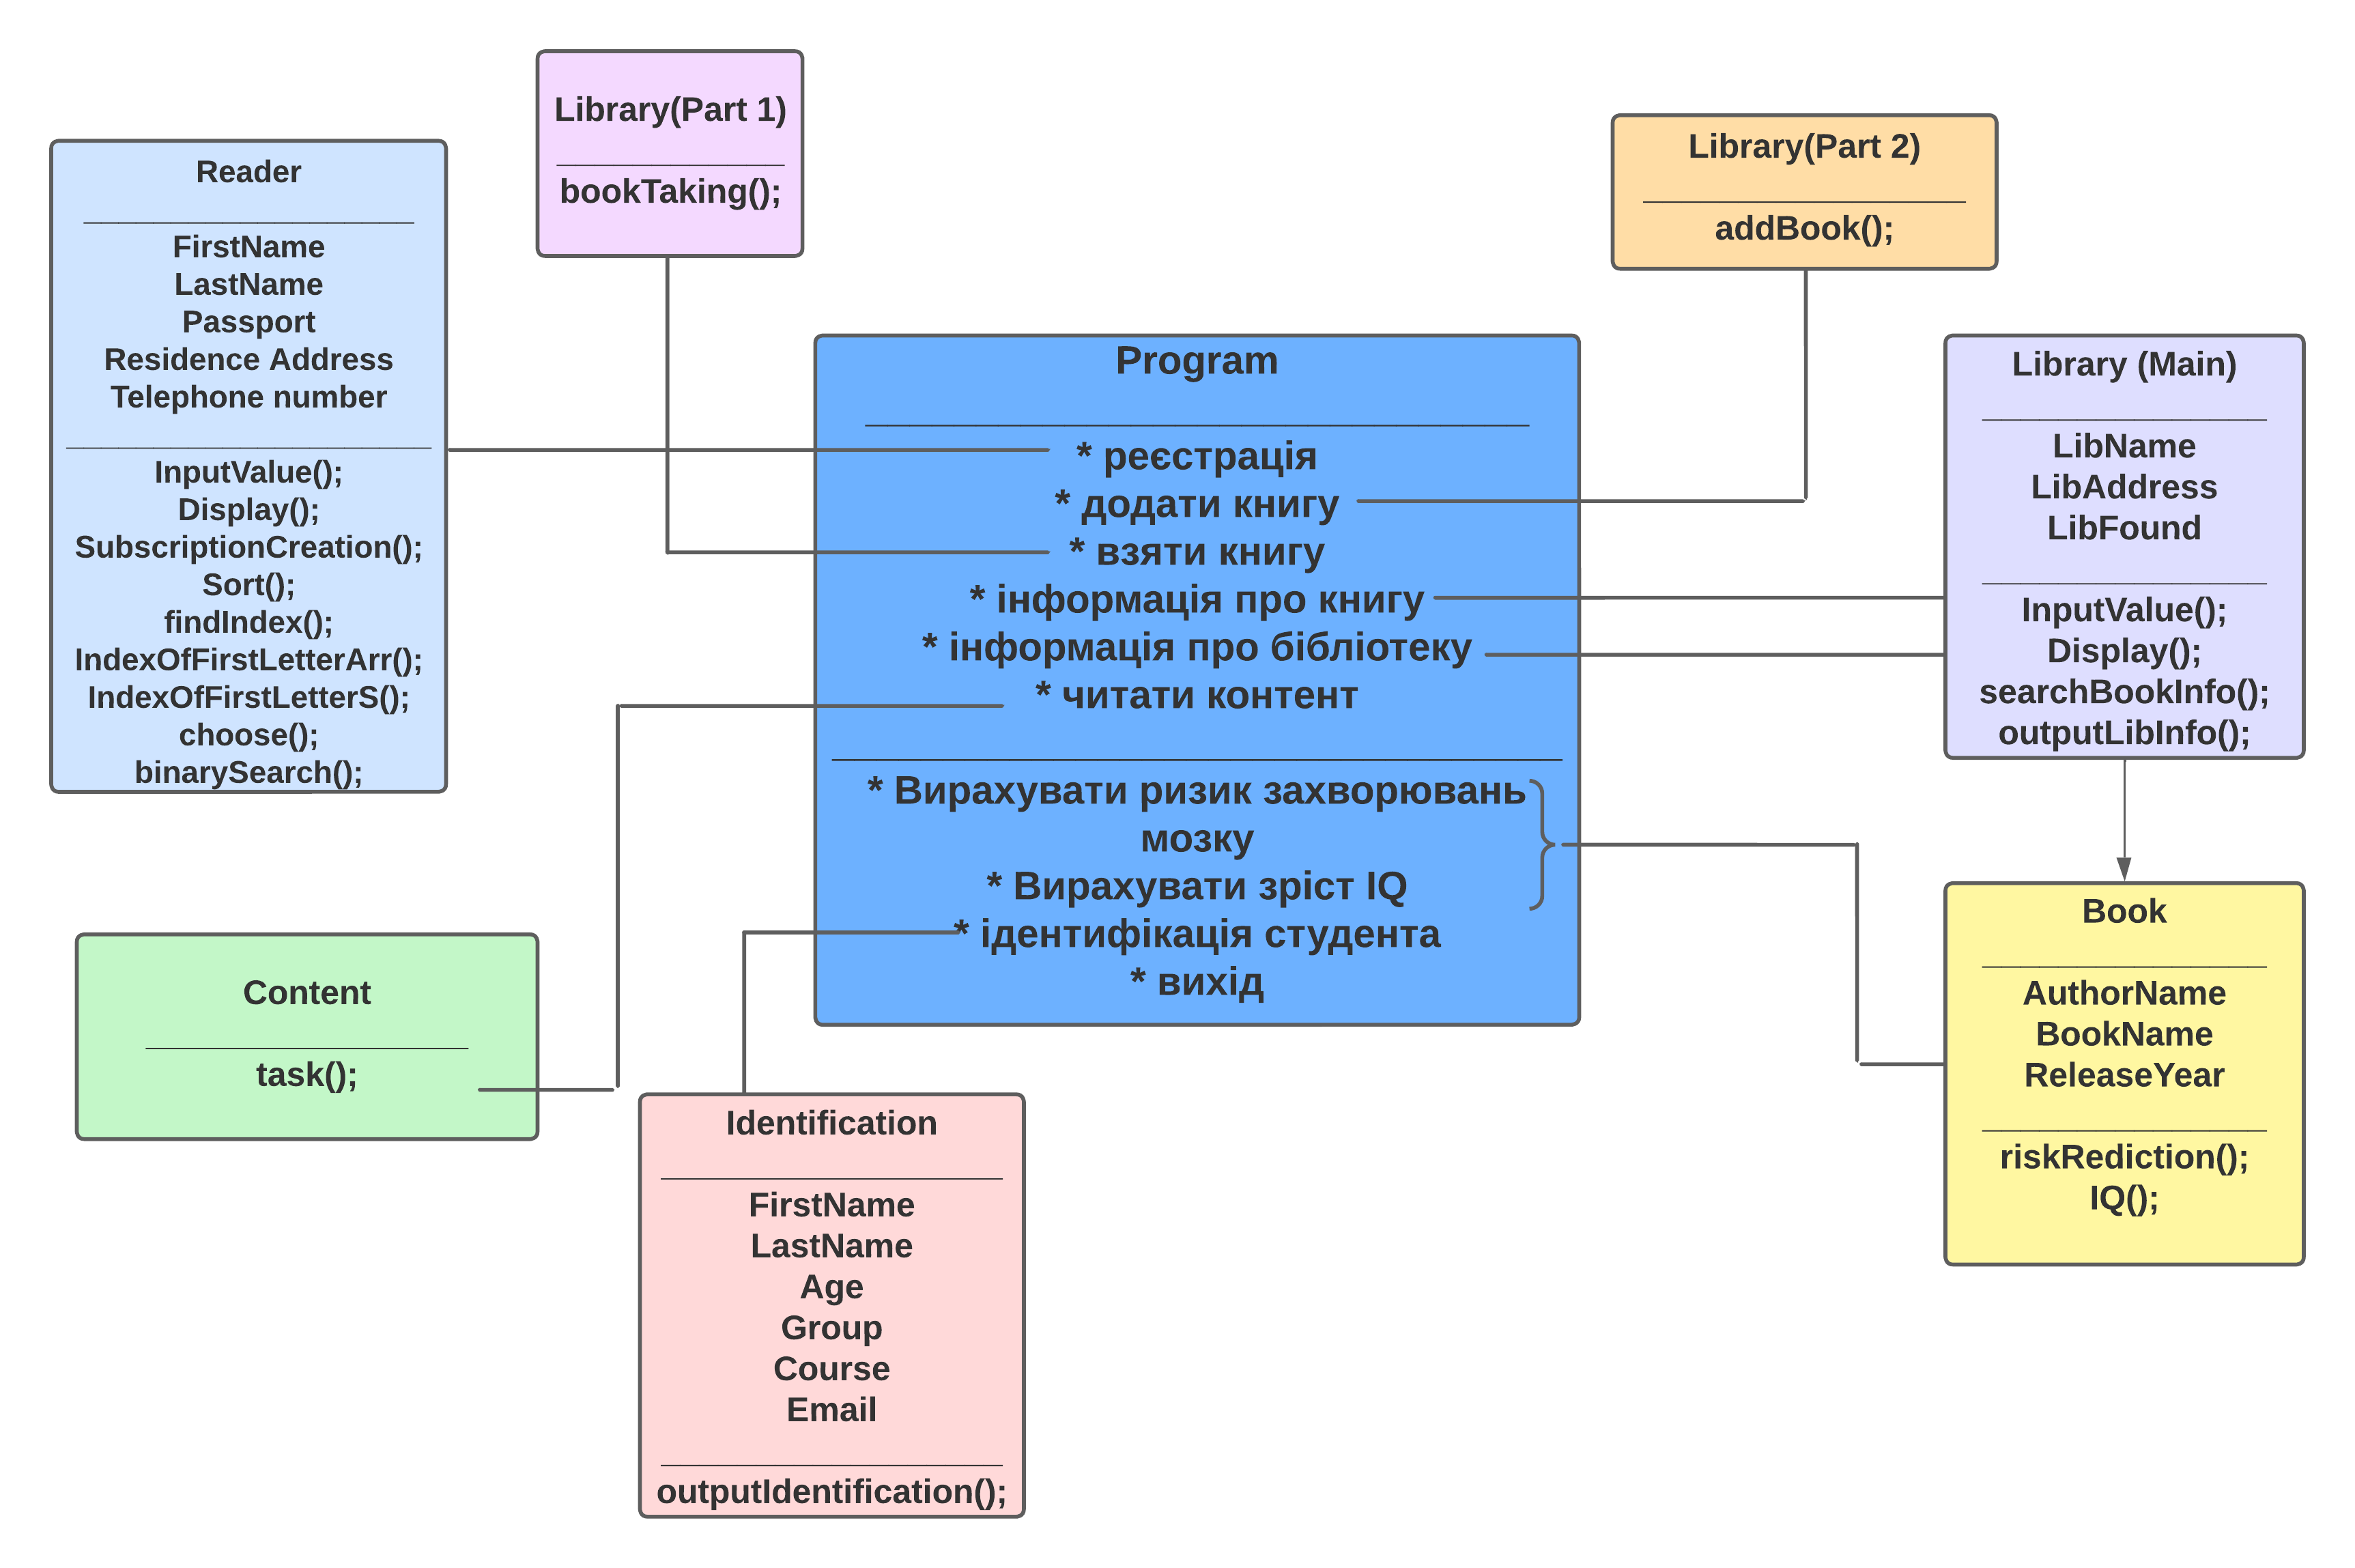 Library(Part 1)
bookTaking();
Library(Part 2)
addBook();
Reader
FirstName
LastName
Passport
Residence Address
Telephone number
InputValue();
Display();
SubscriptionCreation();
Sort();
findIndex();
IndexOfFirstLetterArr();
IndexOfFirstLetterS();
choose();
binarySearch();
Program
* реєстрація
* додати книгу
* взяти книгу
* інформація про книгу
* інформація про бібліотеку
* читати контент
* Вирахувати ризик захворювань
мозку
* Вирахувати зріст IQ
* ідентифікація студента
* вихід
Library (Main)
LibName
LibAddress
LibFound
InputValue();
Display();
searchBookInfo();
outputLibInfo();
Content
task();
Identification
FirstName
LastName
Age
Group
Course
Email
outputIdentification();
Book
AuthorName
BookName
ReleaseYear
riskRediction();
IQ();